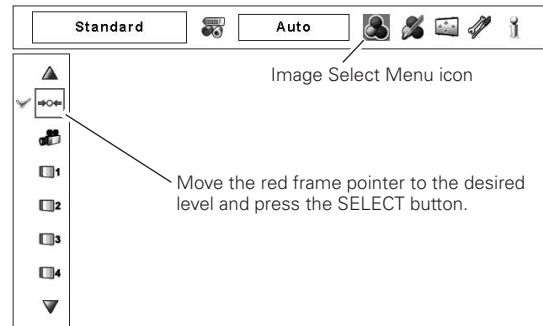 Standard
Auto
Image Select Menu icon
1
Move the red frame pointer to the desired
level and press the SELECT button.
2
3
4